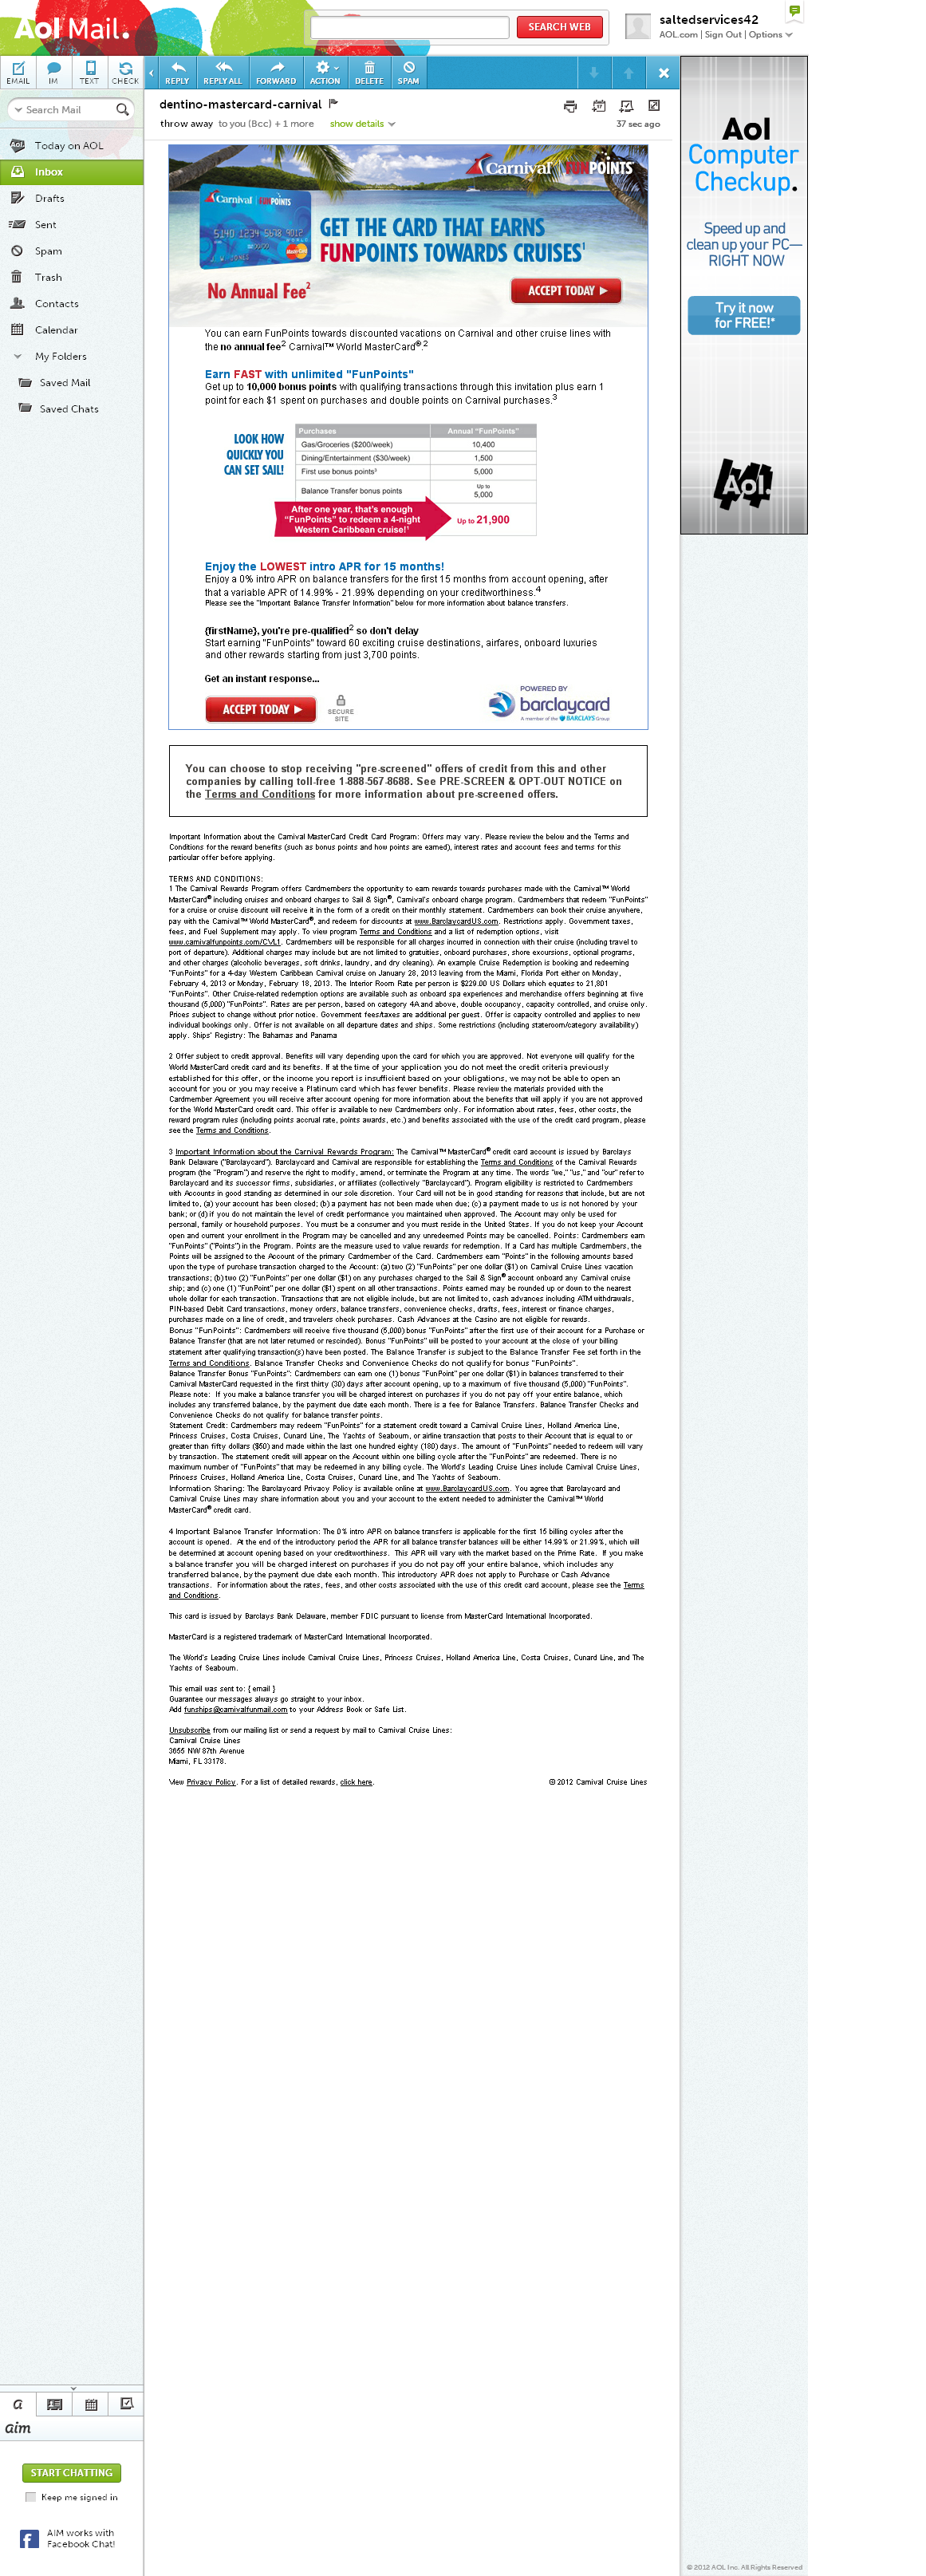 Aol Mail.
SEARCH WEB
saltedservices42
AOL.com | Sign Out | Options
EMAIL IM TEXT CHECK
REPLY REPLY ALL FORWARD ACTION DELETE SPAM
Search Mail
Today on AOL
Inbox
Drafts
Sent
Spam
Trash
Contacts
Calendar
My Folders
Saved Mail
Saved Chats
dentino-mastercard-carnival
throw away to you (Bcc) + 1 more show details
37 sec ago
Carnival | FUNPOINTS
Carnival | FUNPOINTS
5140 1234 5678 9012
MasterCard
GET THE CARD THAT EARNS
FUNPOINTS TOWARDS CRUISES¹
No Annual Fee²
ACCEPT TODAY
You can earn FunPoints towards discounted vacations on Carnival and other cruise lines with
the no annual fee² Carnival™ World MasterCard®.²
Earn FAST with unlimited "FunPoints"
Get up to 10,000 bonus points with qualifying transactions through this invitation plus earn 1
point for each $1 spent on purchases and double points on Carnival purchases.³
LOOK HOW
QUICKLY YOU
CAN SET SAIL!
Purchases Annual "FunPoints"
Gas/Groceries ($200/week) 10,400
Dining/Entertainment ($30/week) 1,500
First use bonus points³ 5,000
Balance Transfer bonus points Up to 5,000
After one year, that's enough
"FunPoints" to redeem a 4-night
Western Caribbean cruise!¹
Up to 21,900
Enjoy the LOWEST intro APR for 15 months!
Enjoy a 0% intro APR on balance transfers for the first 15 months from account opening, after
that a variable APR of 14.99% - 21.99% depending on your creditworthiness.⁴
Please see the "Important Balance Transfer Information" below for more information about balance transfers.
{firstName}, you're pre-qualified² so don't delay
Start earning "FunPoints" toward 60 exciting cruise destinations, airfares, onboard luxuries
and other rewards starting from just 3,700 points.
Get an instant response...
ACCEPT TODAY
SECURE
SITE
POWERED BY
barclaycard
A member of the BARCLAYS Group
You can choose to stop receiving "pre-screened" offers of credit from this and other
companies by calling toll-free 1-888-567-8688. See PRE-SCREEN & OPT-OUT NOTICE on
the Terms and Conditions for more information about pre-screened offers.
Important Information about the Carnival MasterCard Credit Card Program: Offers may vary. Please review the below and the Terms and
Conditions for the reward benefits (such as bonus points and how points are earned), interest rates and account fees and terms for this
particular offer before applying.
TERMS AND CONDITIONS:
1 The Carnival Rewards Program offers Cardmembers the opportunity to earn rewards towards purchases made with the Carnival™ World
MasterCard® including cruises and onboard charges to Sail & Sign®, Carnival's onboard charge program. Cardmembers that redeem "FunPoints"
for a cruise or cruise discount will receive it in the form of a credit on their monthly statement. Cardmembers can book their cruise anywhere,
pay with the Carnival™ World MasterCard®, and redeem for discounts at www.BarclaycardUS.com. Restrictions apply. Government taxes,
fees, and Fuel Supplement may apply. To view program Terms and Conditions and a list of redemption options, visit
www.carnivalfunpoints.com/CVL1. Cardmembers will be responsible for all charges incurred in connection with their cruise (including travel to
port of departure). Additional charges may include but are not limited to gratuities, onboard purchases, shore excursions, optional programs,
and other charges (alcoholic beverages, soft drinks, laundry, and dry cleaning). An example Cruise Redemption is booking and redeeming
"FunPoints" for a 4-day Western Caribbean Carnival cruise on January 28, 2013 leaving from the Miami, Florida Port either on Monday,
February 4, 2013 or Monday, February 18, 2013. The Interior Room Rate per person is $229.00 US Dollars which equates to 21,801
"FunPoints". Other Cruise-related redemption options are available such as onboard spa experiences and merchandise offers beginning at five
thousand (5,000) "FunPoints". Rates are per person, based on category 4A and above, double occupancy, capacity controlled, and cruise only.
Prices subject to change without prior notice. Government fees/taxes are additional per guest. Offer is capacity controlled and applies to new
individual bookings only. Offer is not available on all departure dates and ships. Some restrictions (including stateroom/category availability)
apply. Ships' Registry: The Bahamas and Panama
2 Offer subject to credit approval. Benefits will vary depending upon the card for which you are approved. Not everyone will qualify for the
World MasterCard credit card and its benefits. If at the time of your application you do not meet the credit criteria previously
established for this offer, or the income you report is insufficient based on your obligations, we may not be able to open an
account for you or you may receive a Platinum card which has fewer benefits. Please review the materials provided with the
Cardmember Agreement you will receive after account opening for more information about the benefits that will apply if you are not approved
for the World MasterCard credit card. This offer is available to new Cardmembers only. For information about rates, fees, other costs, the
reward program rules (including points accrual rate, points awards, etc.) and benefits associated with the use of the credit card program, please
see the Terms and Conditions.
3 Important Information about the Carnival Rewards Program: The Carnival™ MasterCard® credit card account is issued by Barclays
Bank Delaware ("Barclaycard"). Barclaycard and Carnival are responsible for establishing the Terms and Conditions of the Carnival Rewards
program (the "Program") and reserve the right to modify, amend, or terminate the Program at any time. The words "we," "us," and "our" refer to
Barclaycard and its successor firms, subsidiaries, or affiliates (collectively "Barclaycard"). Program eligibility is restricted to Cardmembers
with Accounts in good standing as determined in our sole discretion. Your Card will not be in good standing for reasons that include, but are not
limited to, (a) your account has been closed; (b) a payment has not been made when due; (c) a payment made to us is not honored by your
bank; or (d) if you do not maintain the level of credit performance you maintained when approved. The Account may only be used for
personal, family or household purposes. You must be a consumer and you must reside in the United States. If you do not keep your Account
open and current your enrollment in the Program may be cancelled and any unredeemed Points may be cancelled. Points: Cardmembers earn
"FunPoints" ("Points") in the Program. Points are the measure used to value rewards for redemption. If a Card has multiple Cardmembers, the
Points will be assigned to the Account of the primary Cardmember of the Card. Cardmembers earn "Points" in the following amounts based
upon the type of purchase transaction charged to the Account: (a) two (2) "FunPoints" per one dollar ($1) on Carnival Cruise Lines vacation
transactions; (b) two (2) "FunPoints" per one dollar ($1) on any purchases charged to the Sail & Sign® account onboard any Carnival cruise
ship; and (c) one (1) "FunPoint" per one dollar ($1) spent on all other transactions. Points earned may be rounded up or down to the nearest
whole dollar for each transaction. Transactions that are not eligible include, but are not limited to, cash advances including ATM withdrawals,
PIN-based Debit Card transactions, money orders, balance transfers, convenience checks, drafts, fees, interest or finance charges,
purchases made on a line of credit, and travelers check purchases. Cash Advances at the Casino are not eligible for rewards.
Bonus "FunPoints": Cardmembers will receive five thousand (5,000) bonus "FunPoints" after the first use of their account for a Purchase or
Balance Transfer (that are not later returned or rescinded). Bonus "FunPoints" will be posted to your account at the close of your billing
statement after qualifying transaction(s) have been posted. The Balance Transfer is subject to the Balance Transfer Fee set forth in the
Terms and Conditions. Balance Transfer Checks and Convenience Checks do not qualify for bonus "FunPoints".
Balance Transfer Bonus "FunPoints": Cardmembers can earn one (1) bonus "FunPoint" per one dollar ($1) in balances transferred to their
Carnival MasterCard requested in the first thirty (30) days after account opening, up to a maximum of five thousand (5,000) "FunPoints".
Please note: If you make a balance transfer you will be charged interest on purchases if you do not pay off your entire balance, which
includes any transferred balance, by the payment due date each month. There is a fee for Balance Transfers. Balance Transfer Checks and
Convenience Checks do not qualify for balance transfer points.
Statement Credit: Cardmembers may redeem "FunPoints" for a statement credit toward a Carnival Cruise Lines, Holland America Line,
Princess Cruises, Costa Cruises, Cunard Line, The Yachts of Seabourn, or airline transaction that posts to their Account that is equal to or
greater than fifty dollars ($50) and made within the last one hundred eighty (180) days. The amount of "FunPoints" needed to redeem will vary
by transaction. The statement credit will appear on the Account within one billing cycle after the "FunPoints" are redeemed. There is no
maximum number of "FunPoints" that may be redeemed in any billing cycle. The World's Leading Cruise Lines include Carnival Cruise Lines,
Princess Cruises, Holland America Line, Costa Cruises, Cunard Line, and The Yachts of Seabourn.
Information Sharing: The Barclaycard Privacy Policy is available online at www.BarclaycardUS.com. You agree that Barclaycard and
Carnival Cruise Lines may share information about you and your account to the extent needed to administer the Carnival™ World
MasterCard® credit card.
4 Important Balance Transfer Information: The 0% intro APR on balance transfers is applicable for the first 15 billing cycles after the
account is opened. At the end of the introductory period the APR for all balance transfer balances will be either 14.99% or 21.99%, which will
be determined at account opening based on your creditworthiness. This APR will vary with the market based on the Prime Rate. If you make
a balance transfer you will be charged interest on purchases if you do not pay off your entire balance, which includes any
transferred balance, by the payment due date each month. This introductory APR does not apply to Purchase or Cash Advance
transactions. For information about the rates, fees, and other costs associated with the use of this credit card account, please see the Terms
and Conditions.
This card is issued by Barclays Bank Delaware, member FDIC pursuant to license from MasterCard International Incorporated.
MasterCard is a registered trademark of MasterCard International Incorporated.
The World's Leading Cruise Lines include Carnival Cruise Lines, Princess Cruises, Holland America Line, Costa Cruises, Cunard Line, and The
Yachts of Seabourn.
This email was sent to: { email }
Guarantee our messages always go straight to your inbox.
Add funships@carnivalfunmail.com to your Address Book or Safe List.
Unsubscribe from our mailing list or send a request by mail to Carnival Cruise Lines:
Carnival Cruise Lines
3655 NW 87th Avenue
Miami, FL 33178.
View Privacy Policy. For a list of detailed rewards, click here.
© 2012 Carnival Cruise Lines
Aol
Computer
Checkup.
Speed up and
clean up your PC—
RIGHT NOW
Try it now
for FREE!*
Aol.
a
aim
START CHATTING
Keep me signed in
f
AIM works with
Facebook Chat!
© 2012 AOL Inc. All Rights Reserved